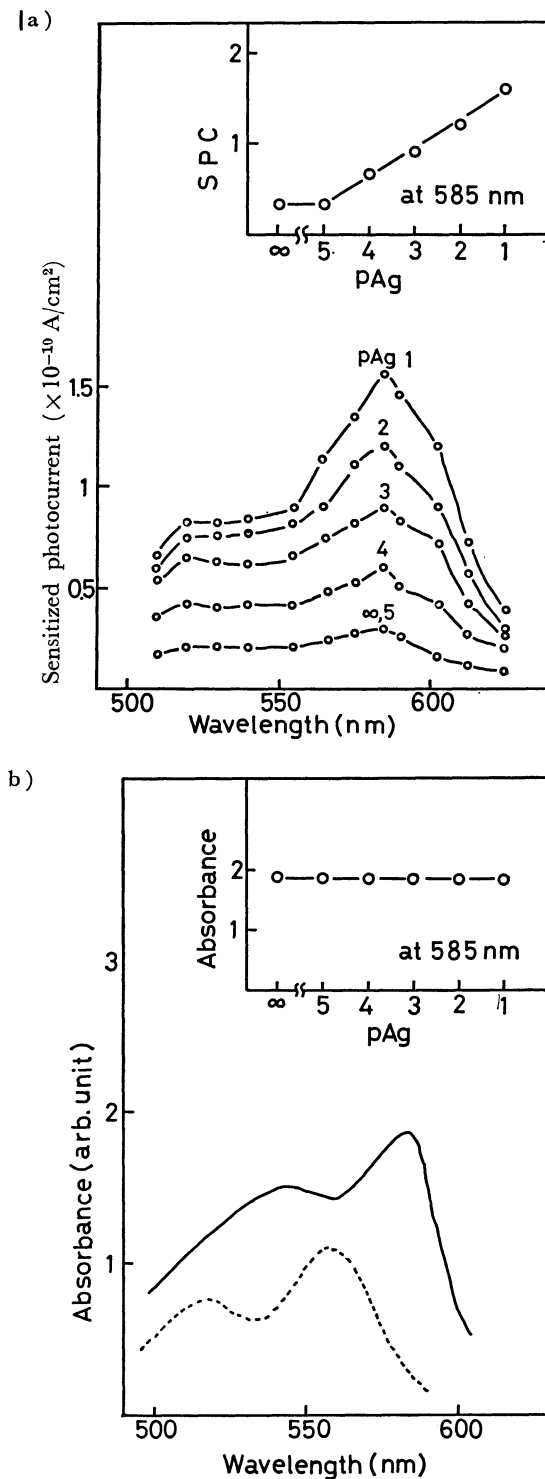 |a)
2
1
SPC
at 585 nm
∞ 5. 4 3 2 1
pAg
Sensitized photocurrent (×10⁻¹⁰ A/cm²)
1.5
1
0.5
pAg 1
2
3
4
∞,5
500 550 600
Wavelength (nm)
b)
2
1
Absorbance
at 585 nm
∞ 5 4 3 2 1
pAg
3
2
1
Absorbance (arb. unit)
500 550 600
Wavelength (nm)